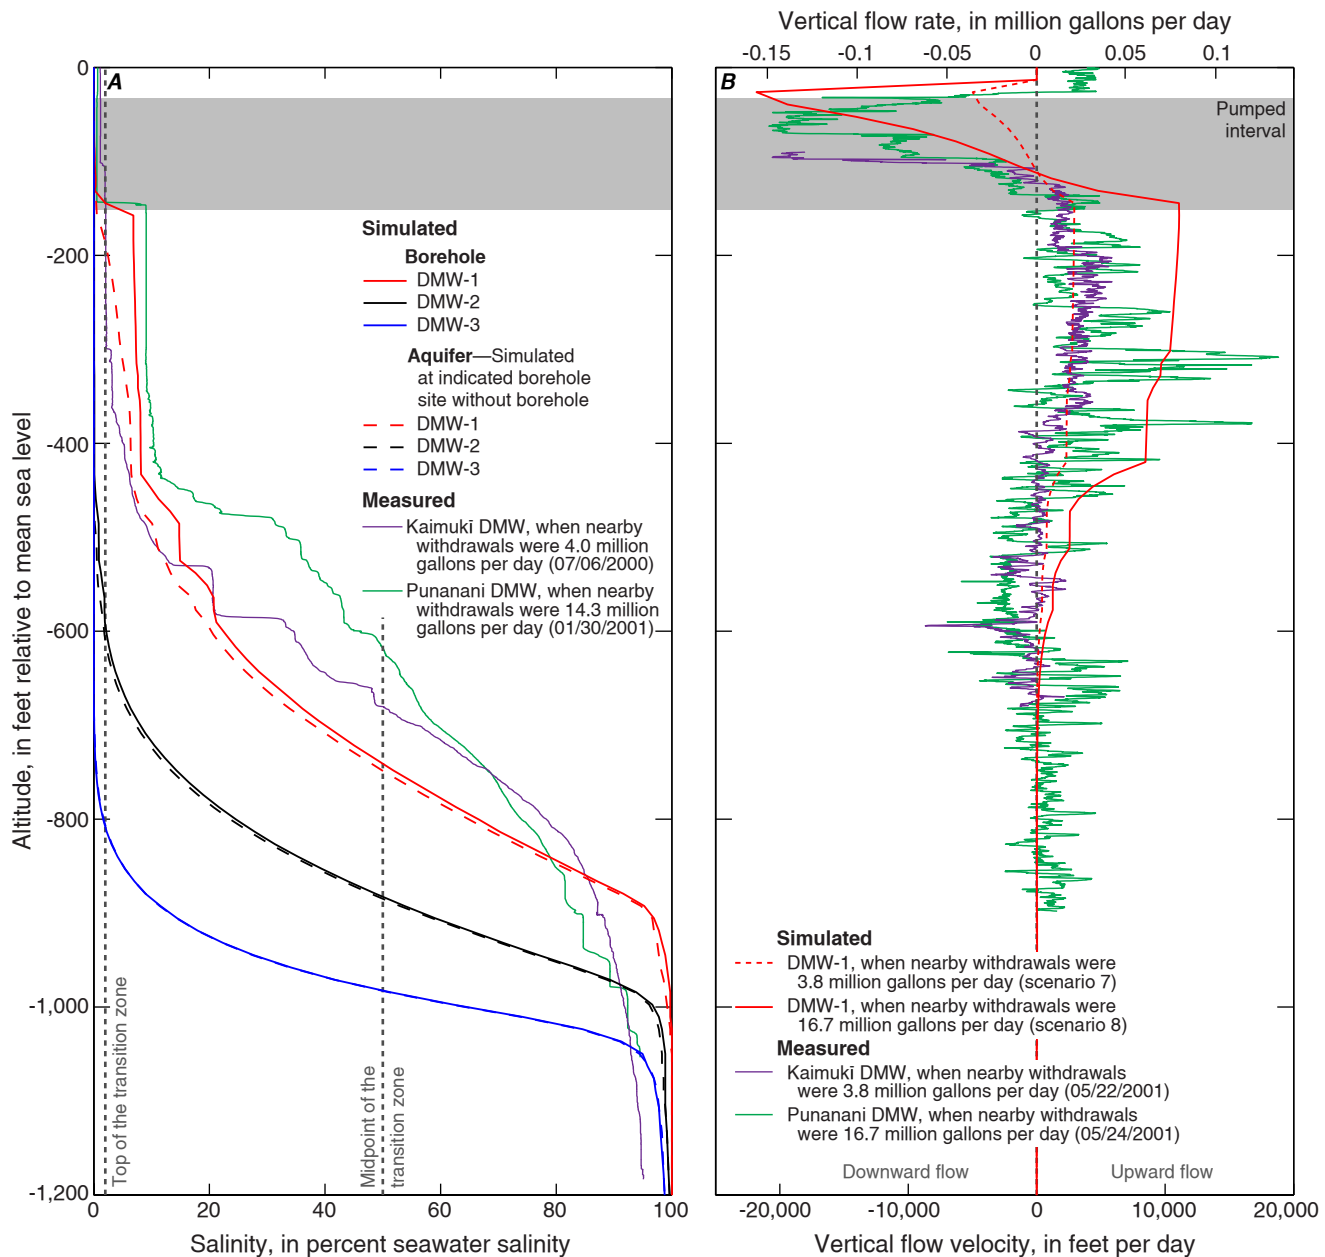 A
0
-200
-400
-600
-800
-1,000
-1,200
Altitude, in feet relative to mean sea level
0
20
40
60
80
100
Salinity, in percent seawater salinity
Simulated
Borehole
DMW-1
DMW-2
DMW-3
Aquifer—Simulated
at indicated borehole
site without borehole
DMW-1
DMW-2
DMW-3
Measured
Kaimukī DMW, when nearby
withdrawals were 4.0 million
gallons per day (07/06/2000)
Punanani DMW, when nearby
withdrawals were 14.3 million
gallons per day (01/30/2001)
Top of the transition zone
Midpoint of the
transition zone
Vertical flow rate, in million gallons per day
-0.15
-0.1
-0.05
0
0.05
0.1
B
Pumped
interval
Simulated
DMW-1, when nearby withdrawals were
3.8 million gallons per day (scenario 7)
DMW-1, when nearby withdrawals were
16.7 million gallons per day (scenario 8)
Measured
Kaimukī DMW, when nearby withdrawals
were 3.8 million gallons per day (05/22/2001)
Punanani DMW, when nearby withdrawals
were 16.7 million gallons per day (05/24/2001)
Downward flow
Upward flow
-20,000
-10,000
0
10,000
20,000
Vertical flow velocity, in feet per day